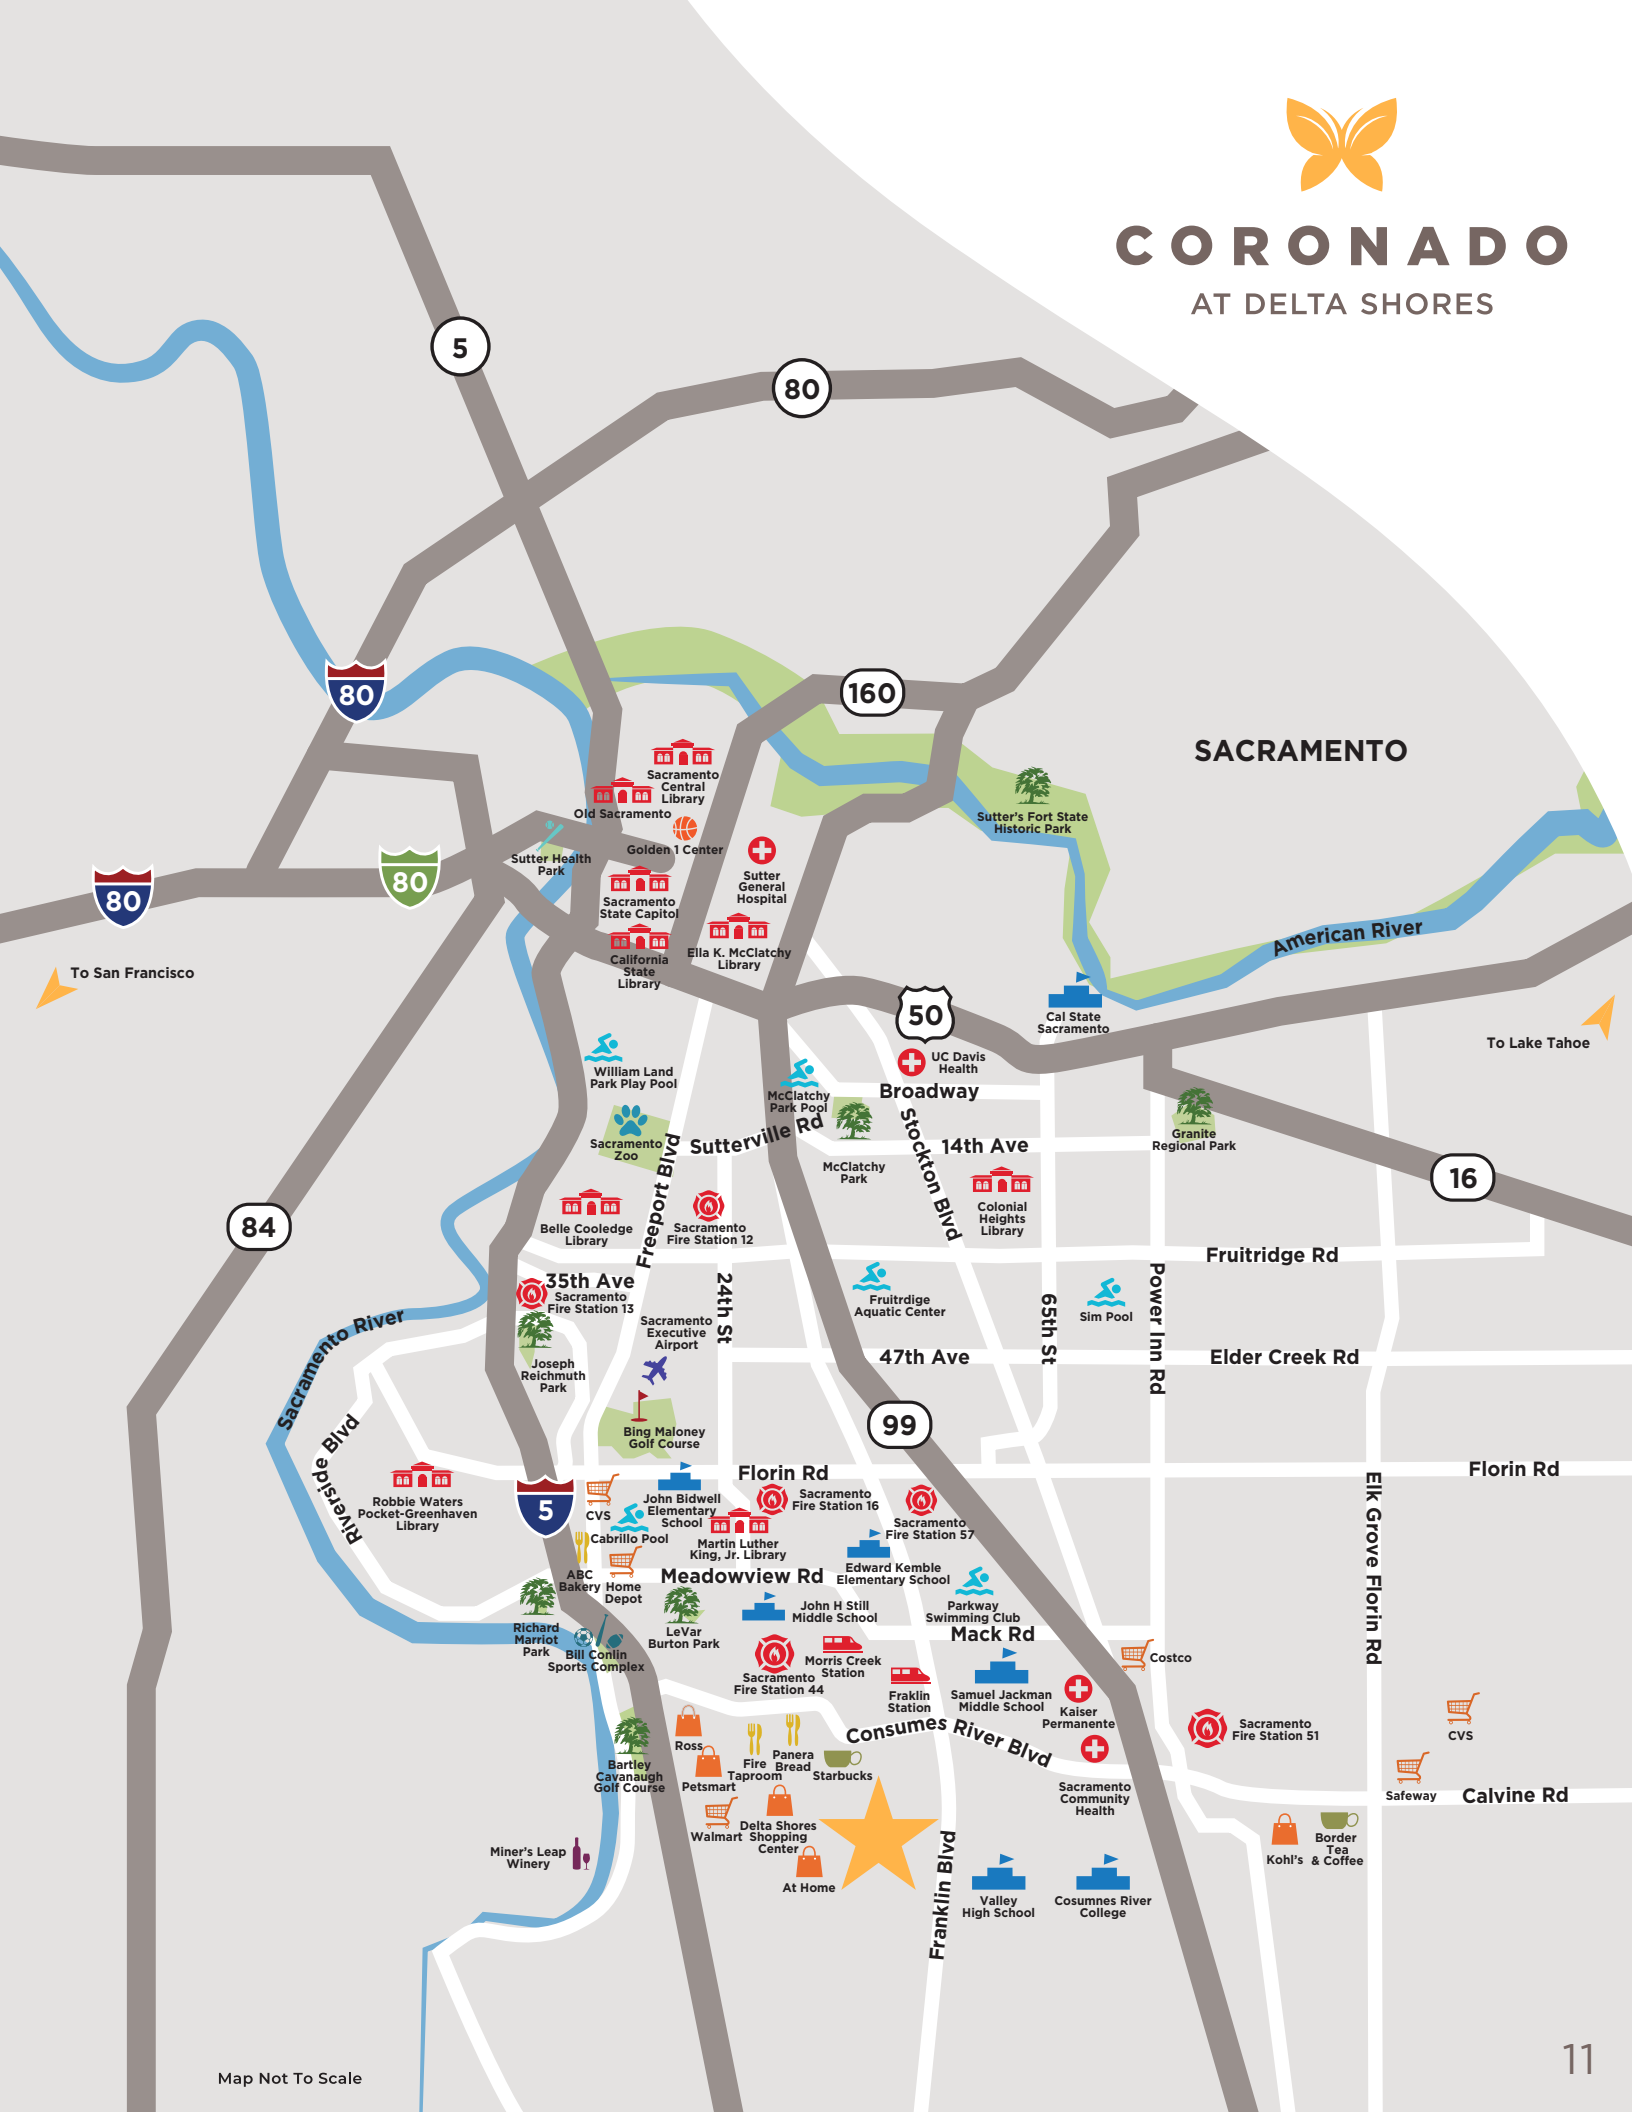 CORONADO
AT DELTA SHORES
5
80
80
160
SACRAMENTO
Sacramento
Central
Library
Old Sacramento
Golden 1 Center
Sutter's Fort State
Historic Park
Sutter Health
Park
80
80
Sutter
General
Hospital
Sacramento
State Capitol
Ella K. McClatchy
Library
California
State
Library
American River
To San Francisco
50
Cal State
Sacramento
To Lake Tahoe
UC Davis
Health
William Land
Park Play Pool
McClatchy
Park Pool
Broadway
Sacramento
Zoo
Sutterville Rd
14th Ave
Granite
Regional Park
Freeport Blvd
Stockton Blvd
McClatchy
Park
16
84
Belle Cooledge
Library
Sacramento
Fire Station 12
Colonial
Heights
Library
Fruitridge Rd
35th Ave
Sacramento
Fire Station 13
24th St
Fruitrdige
Aquatic Center
65th St
Sim Pool
Power Inn Rd
Sacramento River
Sacramento
Executive
Airport
Joseph
Reichmuth
Park
47th Ave
Elder Creek Rd
Riverside Blvd
Bing Maloney
Golf Course
99
Florin Rd
Florin Rd
Robbie Waters
Pocket-Greenhaven
Library
5
CVS
John Bidwell
Elementary
School
Sacramento
Fire Station 16
Sacramento
Fire Station 57
Elk Grove Florin Rd
Cabrillo Pool
Martin Luther
King, Jr. Library
ABC
Bakery
Home
Depot
Meadowview Rd
Edward Kemble
Elementary School
Richard
Marriot
Park
LeVar
Burton Park
John H Still
Middle School
Parkway
Swimming Club
Mack Rd
Bill Conlin
Sports Complex
Sacramento
Fire Station 44
Morris Creek
Station
Costco
Fraklin
Station
Samuel Jackman
Middle School
Kaiser
Permanente
Consumes River Blvd
Sacramento
Fire Station 51
CVS
Ross
Bartley
Cavanaugh
Golf Course
Petsmart
Fire
Taproom
Panera
Bread
Starbucks
Sacramento
Community
Health
Safeway
Calvine Rd
Walmart
Delta Shores
Shopping
Center
Kohl's
Border
Tea
& Coffee
Miner's Leap
Winery
At Home
Franklin Blvd
Valley
High School
Cosumnes River
College
Map Not To Scale
11